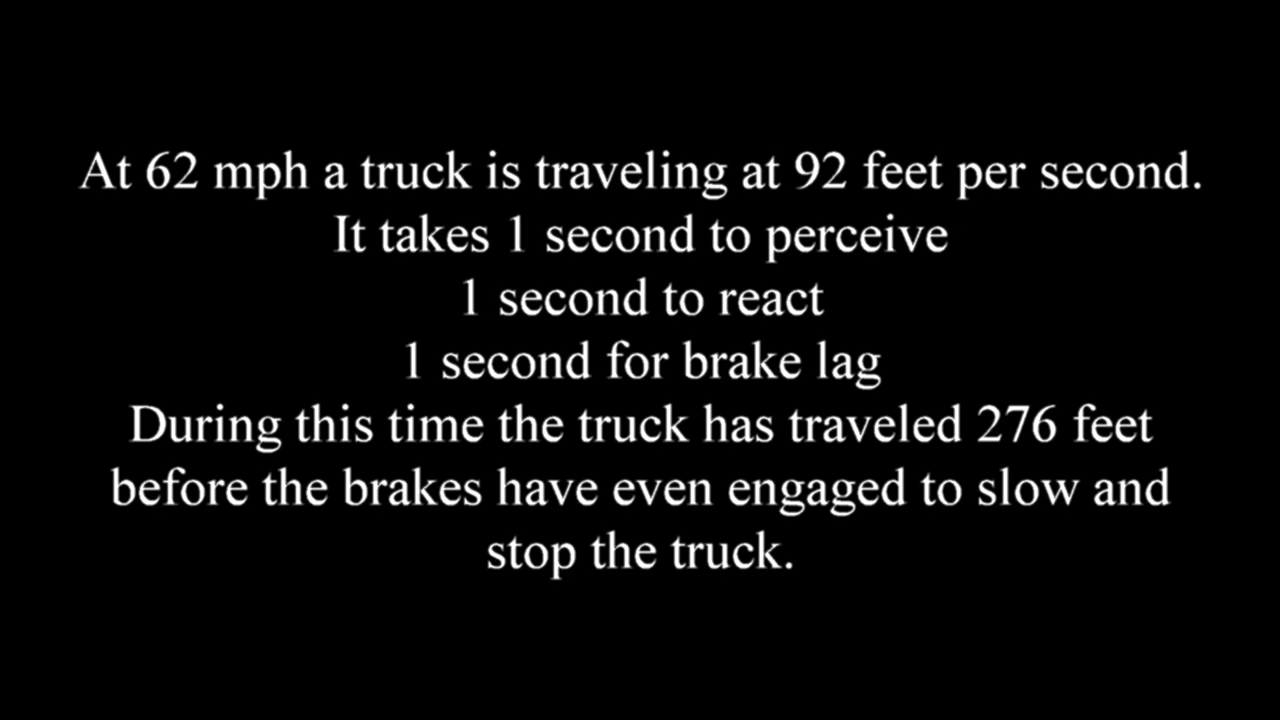 At 62 mph a truck is traveling at 92 feet per second.
It takes 1 second to perceive
1 second to react
1 second for brake lag
During this time the truck has traveled 276 feet
before the brakes have even engaged to slow and
stop the truck.